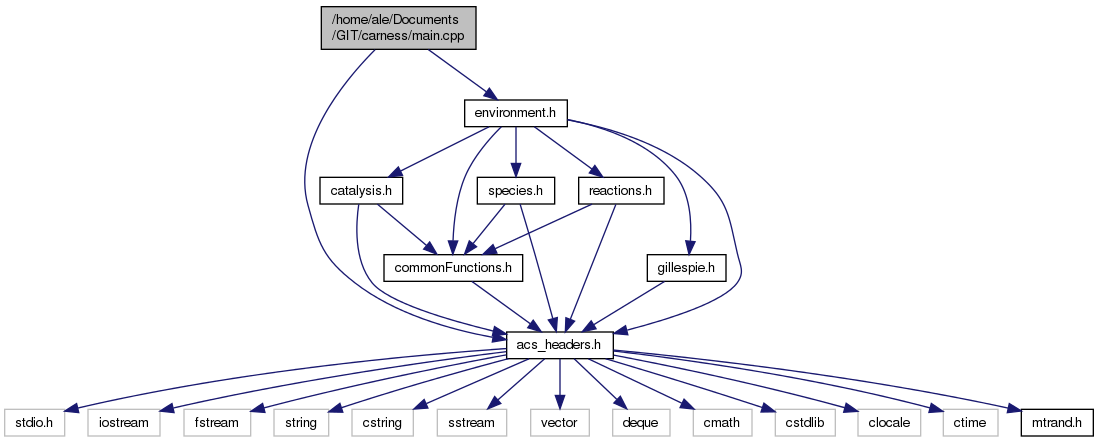 /home/ale/Documents
/GIT/carness/main.cpp
environment.h
catalysis.h
species.h
reactions.h
commonFunctions.h
gillespie.h
acs_headers.h
stdio.h
iostream
fstream
string
cstring
sstream
vector
deque
cmath
cstdlib
clocale
ctime
mtrand.h